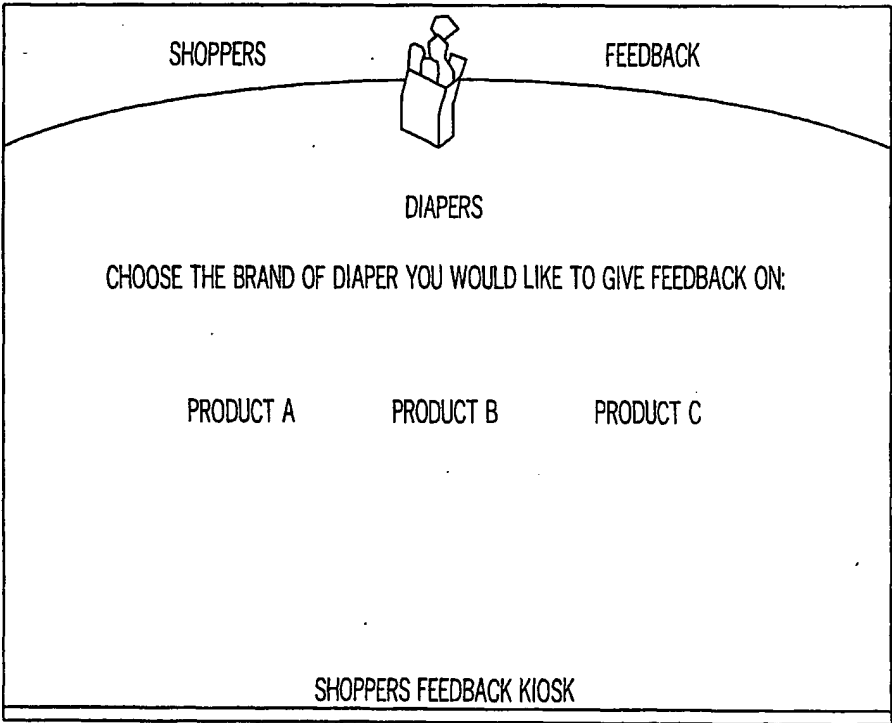 SHOPPERS FEEDBACK
DIAPERS
CHOOSE THE BRAND OF DIAPER YOU WOULD LIKE TO GIVE FEEDBACK ON:
PRODUCT A PRODUCT B PRODUCT C
SHOPPERS FEEDBACK KIOSK